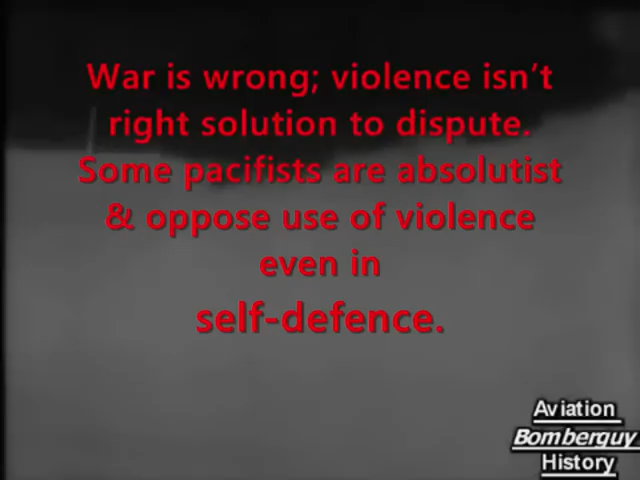 War is wrong; violence isn't
right solution to dispute.
Some pacifists are absolutist
& oppose use of violence
even in
self-defence.
Aviation
Bomberguy
History